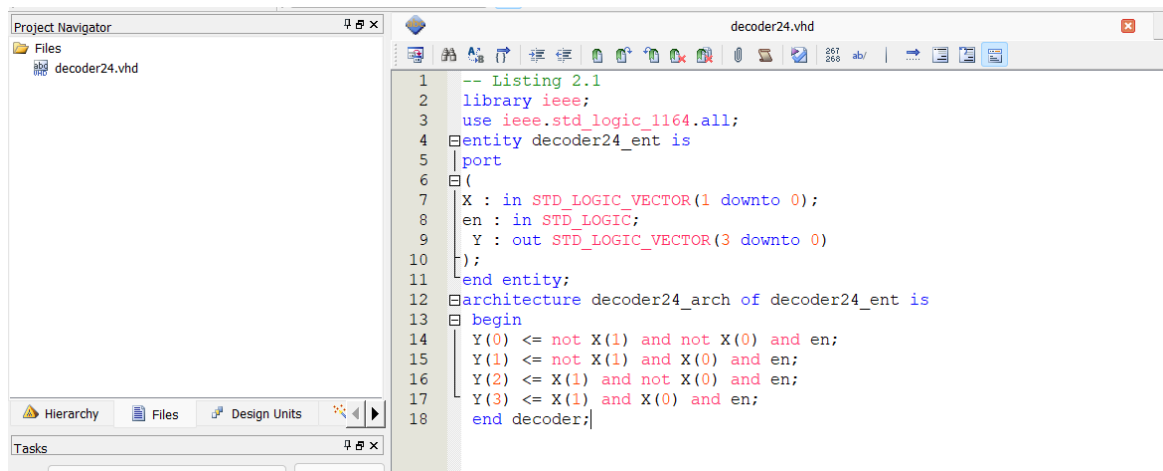 Project Navigator
Files
decoder24.vhd
Hierarchy
Files
Design Units
Tasks
decoder24.vhd
267
268
ab/
1 -- Listing 2.1
2 library ieee;
3 use ieee.std_logic_1164.all;
4 entity decoder24_ent is
5 port
6 (
7 X : in STD_LOGIC_VECTOR(1 downto 0);
8 en : in STD_LOGIC;
9 Y : out STD_LOGIC_VECTOR(3 downto 0)
10 );
11 end entity;
12 architecture decoder24_arch of decoder24_ent is
13 begin
14 Y(0) <= not X(1) and not X(0) and en;
15 Y(1) <= not X(1) and X(0) and en;
16 Y(2) <= X(1) and not X(0) and en;
17 Y(3) <= X(1) and X(0) and en;
18 end decoder;